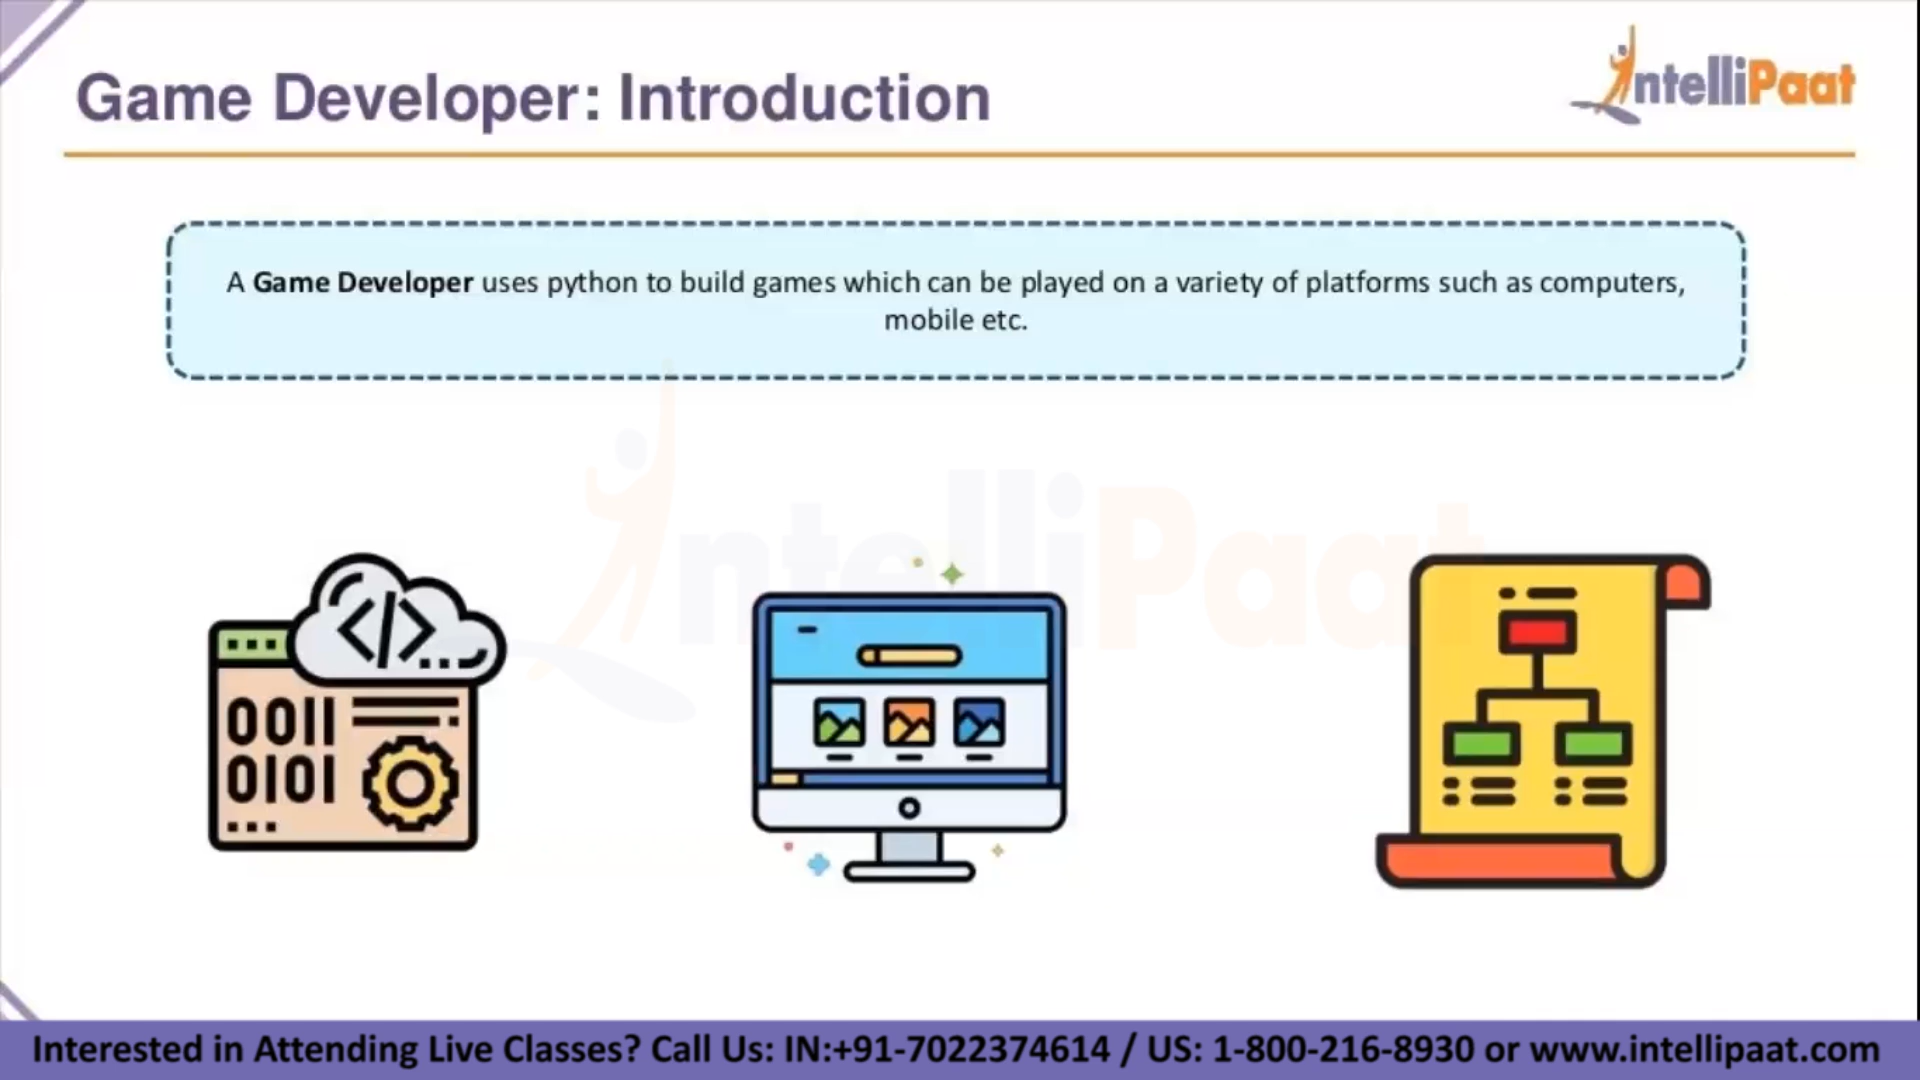 Game Developer: Introduction
IntelliPaat
A Game Developer uses python to build games which can be played on a variety of platforms such as computers,
mobile etc.
IntelliPaat
</>
0011
0101
Interested in Attending Live Classes? Call Us: IN:+91-7022374614 / US: 1-800-216-8930 or www.intellipaat.com